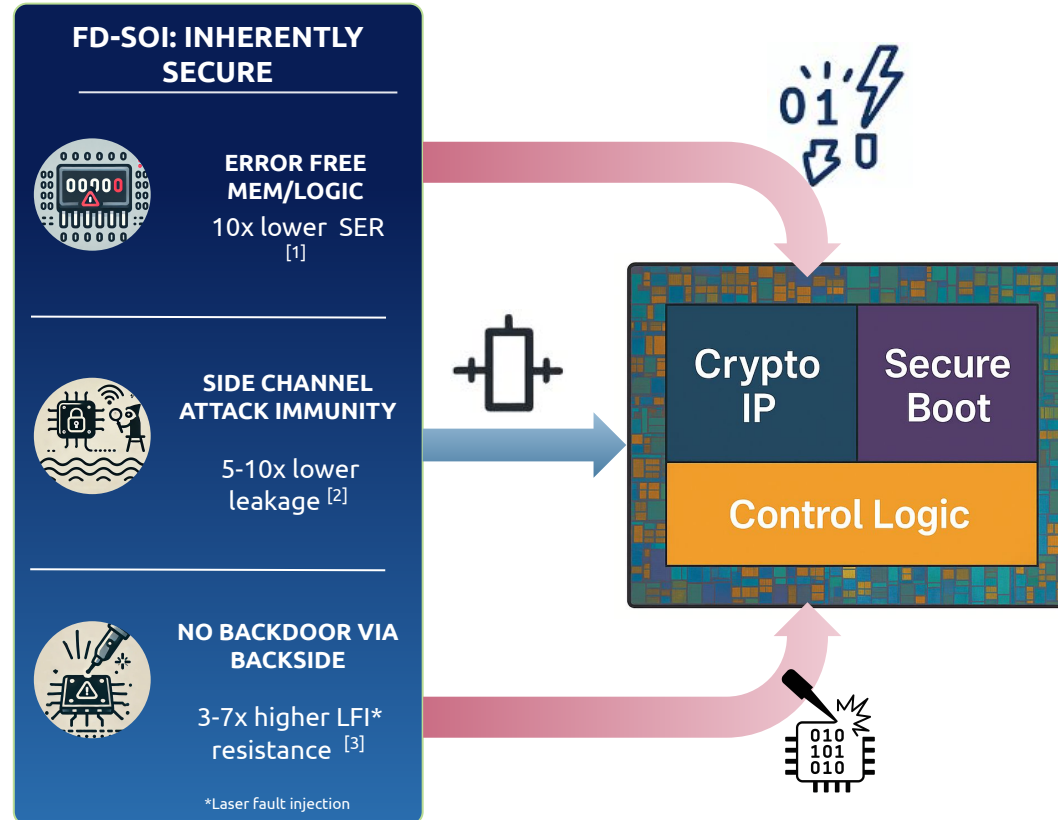 FD-SOI: INHERENTLY
SECURE
ERROR FREE
MEM/LOGIC
10x lower SER
[1]
SIDE CHANNEL
ATTACK IMMUNITY
5-10x lower
leakage [2]
NO BACKDOOR VIA
BACKSIDE
3-7x higher LFI*
resistance [3]
*Laser fault injection
01
0
Crypto
IP
Secure
Boot
Control Logic
010
101
010